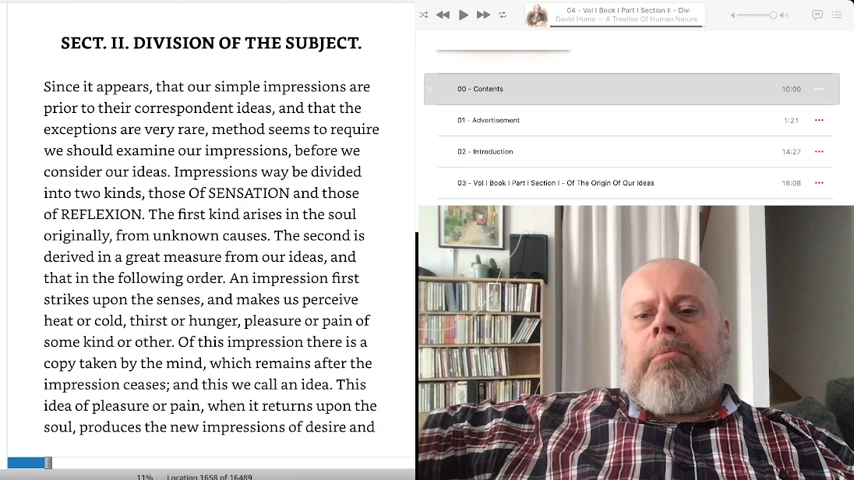 SECT. II. DIVISION OF THE SUBJECT.
Since it appears, that our simple impressions are
prior to their correspondent ideas, and that the
exceptions are very rare, method seems to require
we should examine our impressions, before we
consider our ideas. Impressions way be divided
into two kinds, those Of SENSATION and those
of REFLEXION. The first kind arises in the soul
originally, from unknown causes. The second is
derived in a great measure from our ideas, and
that in the following order. An impression first
strikes upon the senses, and makes us perceive
heat or cold, thirst or hunger, pleasure or pain of
some kind or other. Of this impression there is a
copy taken by the mind, which remains after the
impression ceases; and this we call an idea. This
idea of pleasure or pain, when it returns upon the
soul, produces the new impressions of desire and
11% Location 1658 of 16489
04 - Vol I Book I Part I Section II - Divi
David Hume — A Treatise Of Human Nature
00 - Contents 10:00
01 - Advertisement 1:21
02 - Introduction 14:27
03 - Vol I Book I Part I Section I - Of The Origin Of Our Ideas 18:08